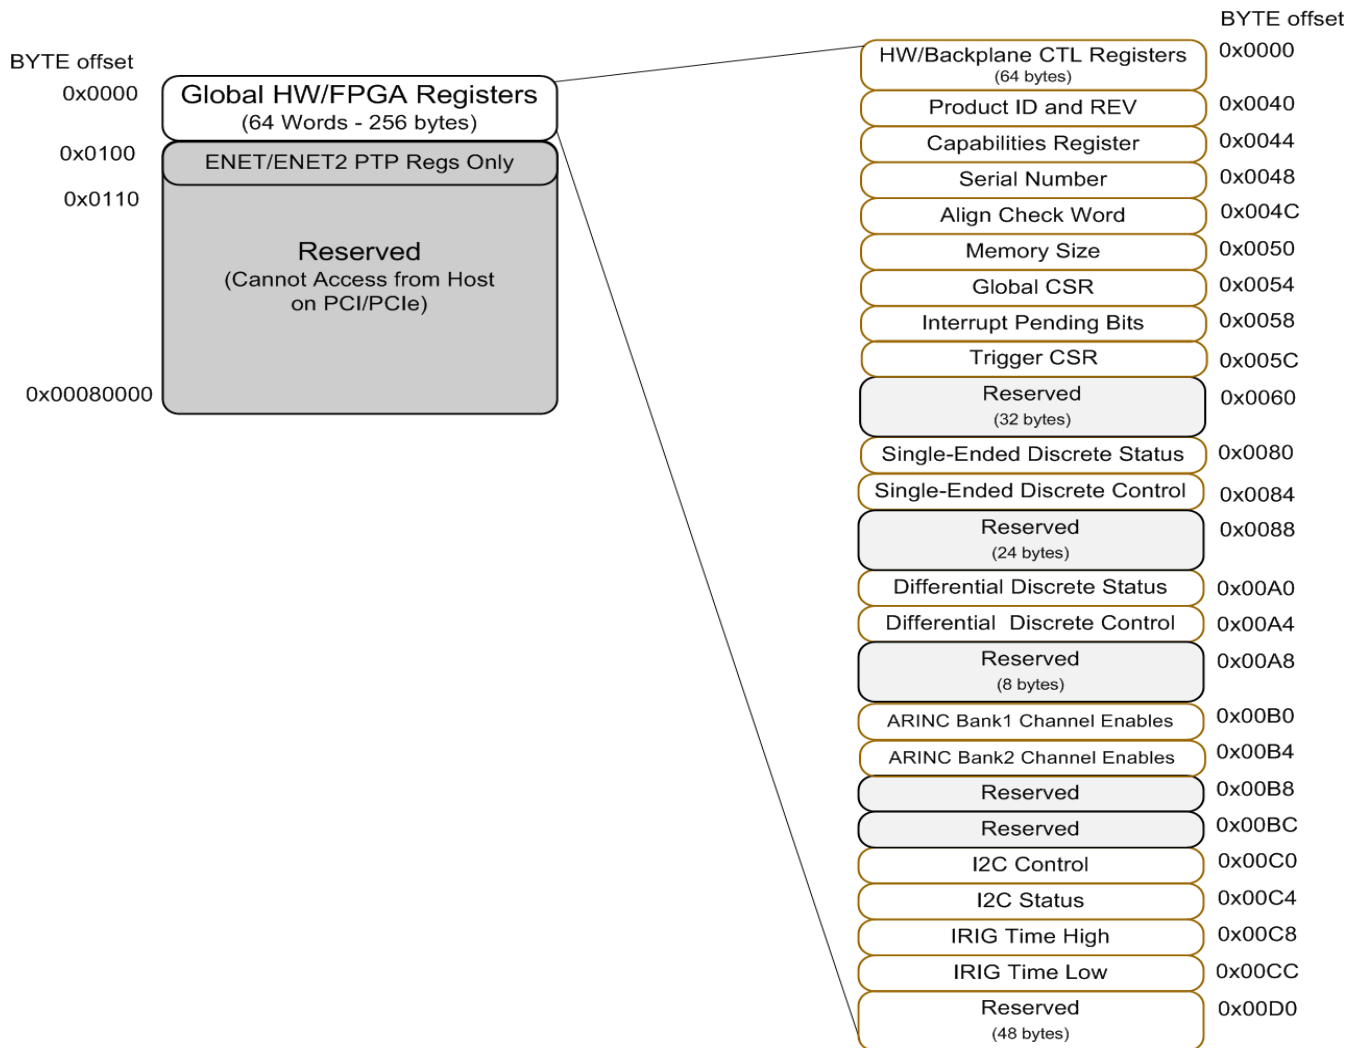 BYTE offset
0x0000
Global HW/FPGA Registers
(64 Words - 256 bytes)
0x0100
ENET/ENET2 PTP Regs Only
0x0110
Reserved
(Cannot Access from Host
on PCI/PCIe)
0x00080000
BYTE offset
HW/Backplane CTL Registers
(64 bytes)
0x0000
Product ID and REV
0x0040
Capabilities Register
0x0044
Serial Number
0x0048
Align Check Word
0x004C
Memory Size
0x0050
Global CSR
0x0054
Interrupt Pending Bits
0x0058
Trigger CSR
0x005C
Reserved
(32 bytes)
0x0060
Single-Ended Discrete Status
0x0080
Single-Ended Discrete Control
0x0084
Reserved
(24 bytes)
0x0088
Differential Discrete Status
0x00A0
Differential Discrete Control
0x00A4
Reserved
(8 bytes)
0x00A8
ARINC Bank1 Channel Enables
0x00B0
ARINC Bank2 Channel Enables
0x00B4
Reserved
0x00B8
Reserved
0x00BC
I2C Control
0x00C0
I2C Status
0x00C4
IRIG Time High
0x00C8
IRIG Time Low
0x00CC
Reserved
(48 bytes)
0x00D0